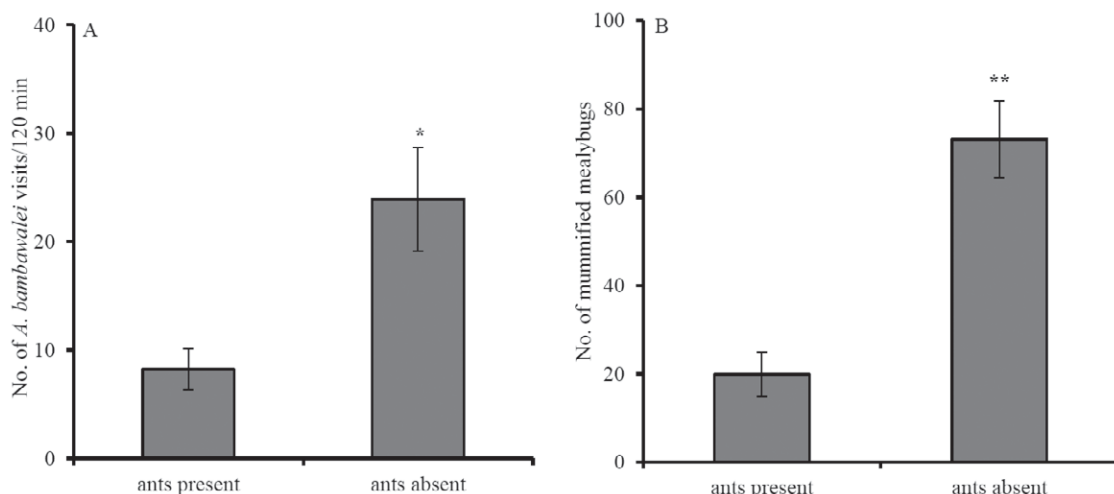 A
No. of A. bambawalei visits/120 min
40
30
20
10
0
*
ants present
ants absent
B
No. of mummified mealybugs
100
80
60
40
20
0
**
ants present
ants absent